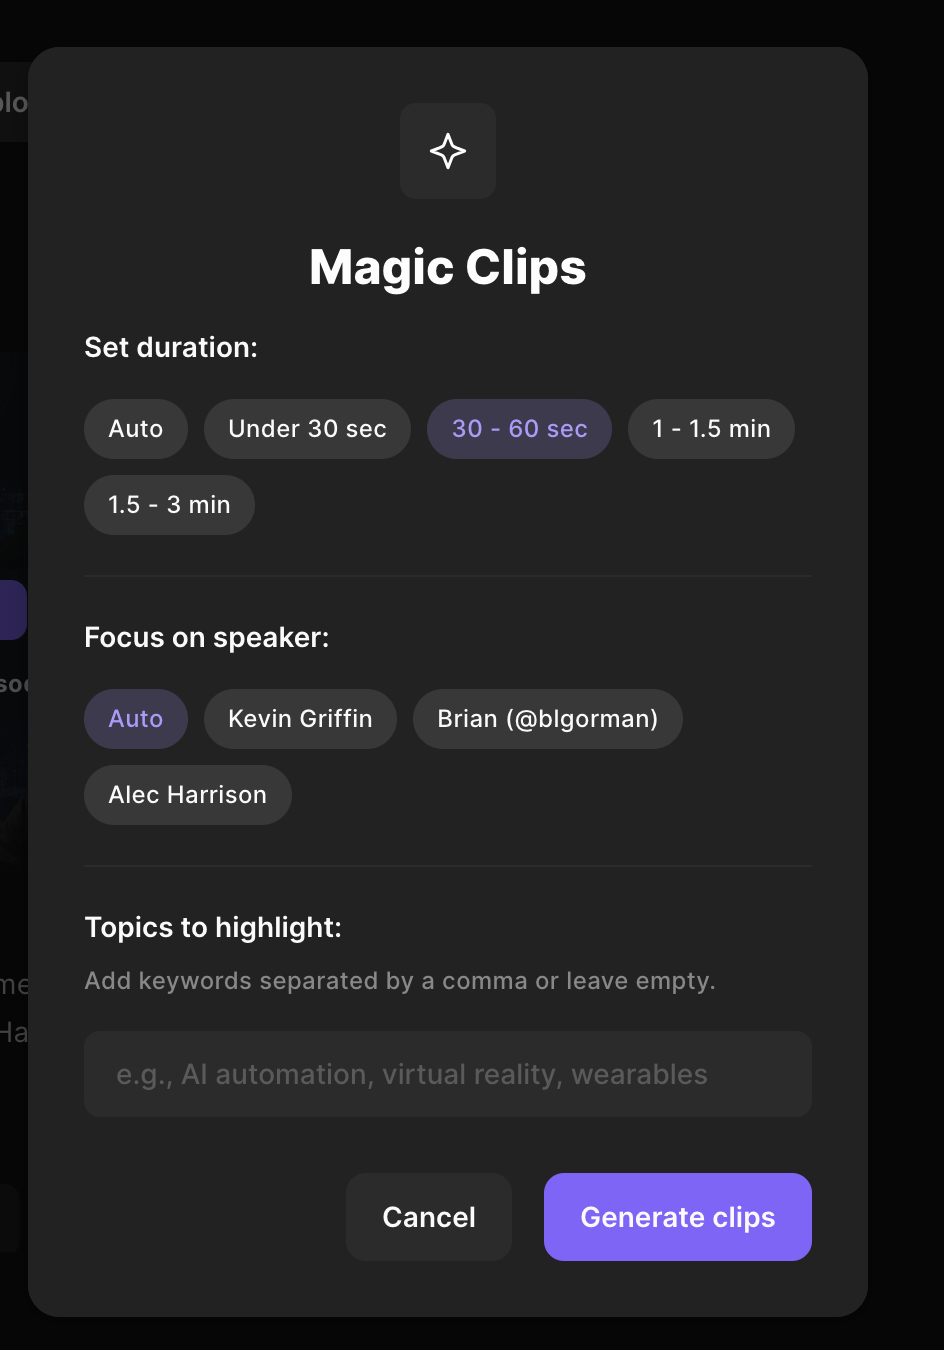 Magic Clips
Set duration:
Auto Under 30 sec 30 - 60 sec 1 - 1.5 min
1.5 - 3 min
Focus on speaker:
Auto Kevin Griffin Brian (@blgorman)
Alec Harrison
Topics to highlight:
Add keywords separated by a comma or leave empty.
e.g., AI automation, virtual reality, wearables
Cancel Generate clips